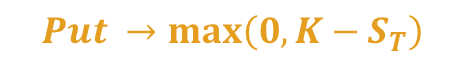 Put → max(0, K − S_T)